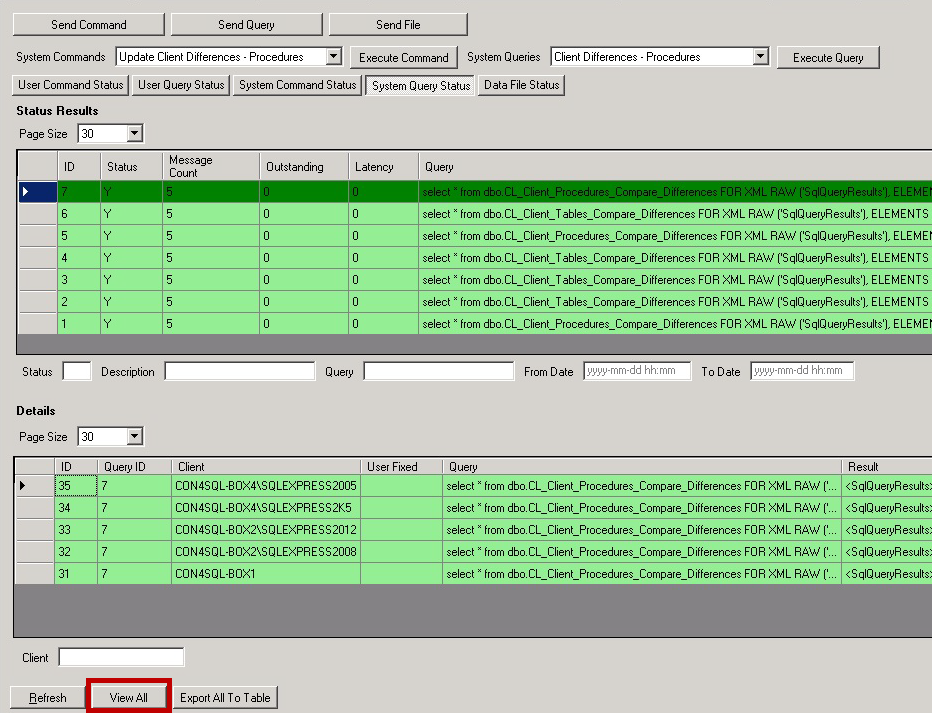 Send Command Send Query Send File
System Commands Update Client Differences - Procedures Execute Command System Queries Client Differences - Procedures Execute Query
User Command Status User Query Status System Command Status System Query Status Data File Status
Status Results
Page Size 30
ID Status Message Count Outstanding Latency Query
7 Y 5 0 0 select * from dbo.CL_Client_Procedures_Compare_Differences FOR XML RAW ('SqlQueryResults'), ELEMEN
6 Y 5 0 0 select * from dbo.CL_Client_Tables_Compare_Differences FOR XML RAW ('SqlQueryResults'), ELEMENTS
5 Y 5 0 0 select * from dbo.CL_Client_Procedures_Compare_Differences FOR XML RAW ('SqlQueryResults'), ELEMEN
4 Y 5 0 0 select * from dbo.CL_Client_Tables_Compare_Differences FOR XML RAW ('SqlQueryResults'), ELEMENTS
3 Y 5 0 0 select * from dbo.CL_Client_Tables_Compare_Differences FOR XML RAW ('SqlQueryResults'), ELEMENTS
2 Y 5 0 0 select * from dbo.CL_Client_Tables_Compare_Differences FOR XML RAW ('SqlQueryResults'), ELEMENTS
1 Y 5 0 0 select * from dbo.CL_Client_Procedures_Compare_Differences FOR XML RAW ('SqlQueryResults'), ELEMEN
Status Description Query From Date yyyy-mm-dd hh:mm To Date yyyy-mm-dd hh:mm
Details
Page Size 30
ID Query ID Client User Fixed Query Result
35 7 CON4SQL-BOX4\SQLEXPRESS2005 select * from dbo.CL_Client_Procedures_Compare_Differences FOR XML RAW ('... <SqlQueryResults>
34 7 CON4SQL-BOX4\SQLEXPRESS2K5 select * from dbo.CL_Client_Procedures_Compare_Differences FOR XML RAW ('... <SqlQueryResults>
33 7 CON4SQL-BOX2\SQLEXPRESS2012 select * from dbo.CL_Client_Procedures_Compare_Differences FOR XML RAW ('... <SqlQueryResults>
32 7 CON4SQL-BOX2\SQLEXPRESS2008 select * from dbo.CL_Client_Procedures_Compare_Differences FOR XML RAW ('... <SqlQueryResults>
31 7 CON4SQL-BOX1 select * from dbo.CL_Client_Procedures_Compare_Differences FOR XML RAW ('... <SqlQueryResults>
Client
Refresh View All Export All To Table